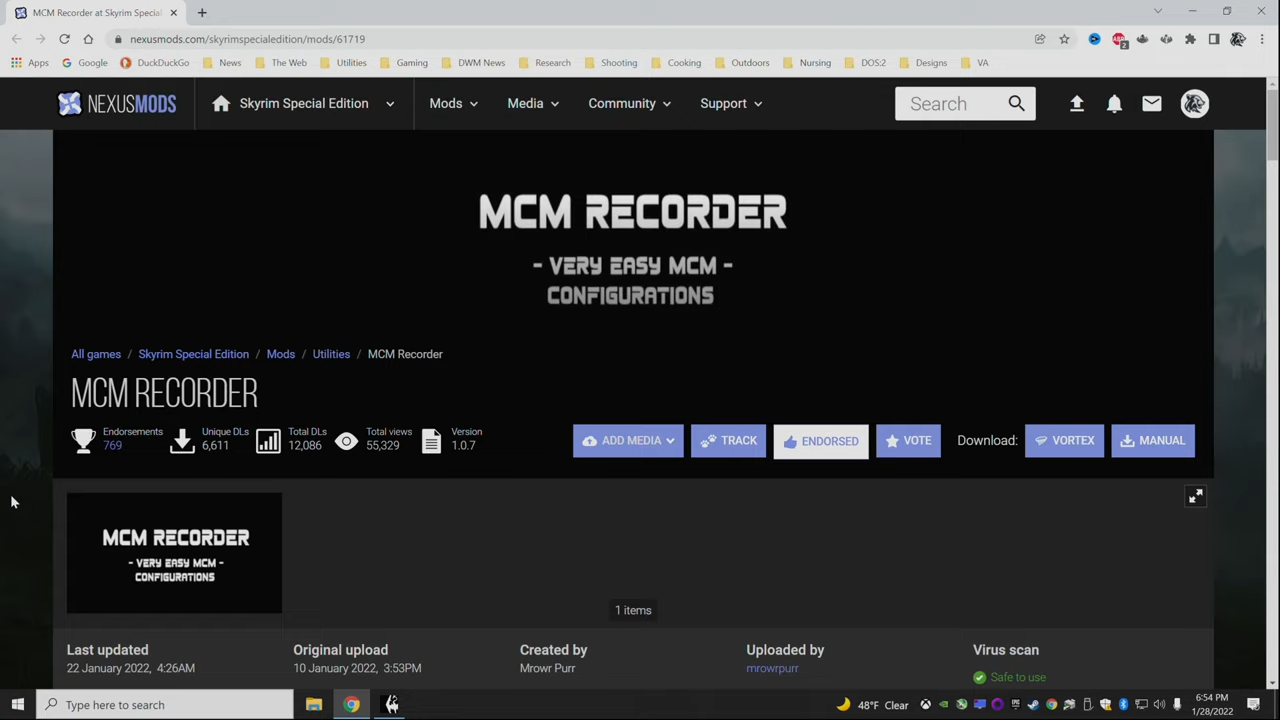 MCM Recorder at Skyrim Special
nexusmods.com/skyrimspecialedition/mods/61719
2
Apps Google DuckDuckGo News The Web Utilities Gaming DWM News Research Shooting Cooking Outdoors Nursing DOS:2 Designs VA
NEXUSMODS Skyrim Special Edition Mods Media Community Support Search
MCM RECORDER
- VERY EASY MCM -
CONFIGURATIONS
All games / Skyrim Special Edition / Mods / Utilities / MCM Recorder
MCM RECORDER
Endorsements Unique DLs Total DLs Total views Version
769 6,611 12,086 55,329 1.0.7
ADD MEDIA TRACK ENDORSED VOTE Download: VORTEX MANUAL
MCM RECORDER
- VERY EASY MCM -
CONFIGURATIONS
1 items
Last updated Original upload Created by Uploaded by Virus scan
22 January 2022, 4:26AM 10 January 2022, 3:53PM Mrowr Purr mrowrpurr Safe to use
Type here to search 48°F Clear 6:54 PM
1/28/2022